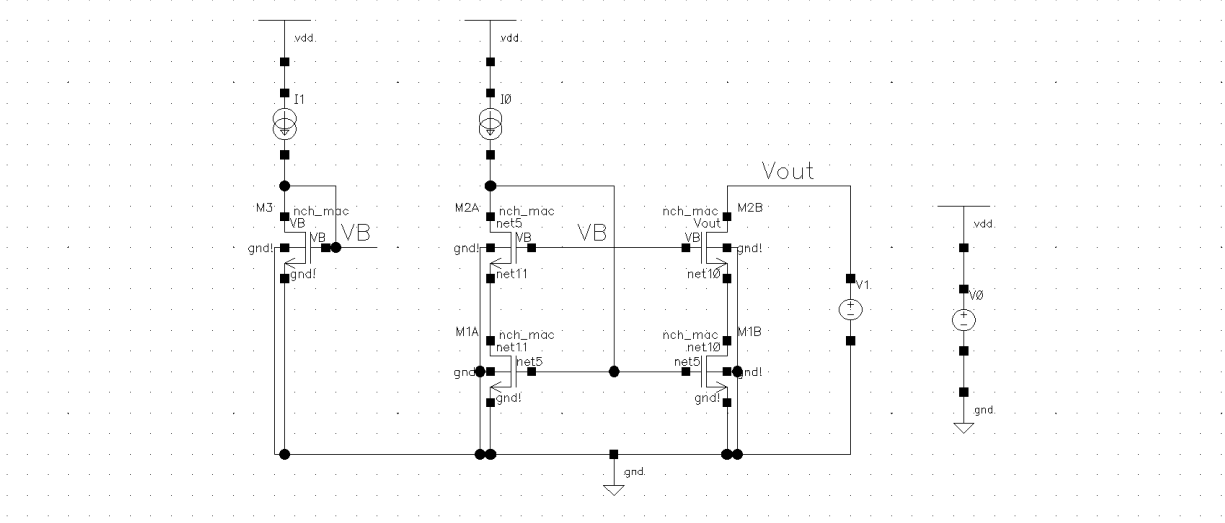 vdd.
vdd.
I1
IØ
Vout
M3
nch_mac
VB
gnd!
VB
VB
gnd!
M2A
nch_mac
net5
gnd!
VB
VB
net11
nch_mac
M2B
Vout
VB
gnd!
net10
vdd.
V1
VØ
M1A
nch_mac
net11
gnd!
net5
gnd!
nch_mac
M1B
net10
net5
gnd!
gnd!
gnd.
gnd.